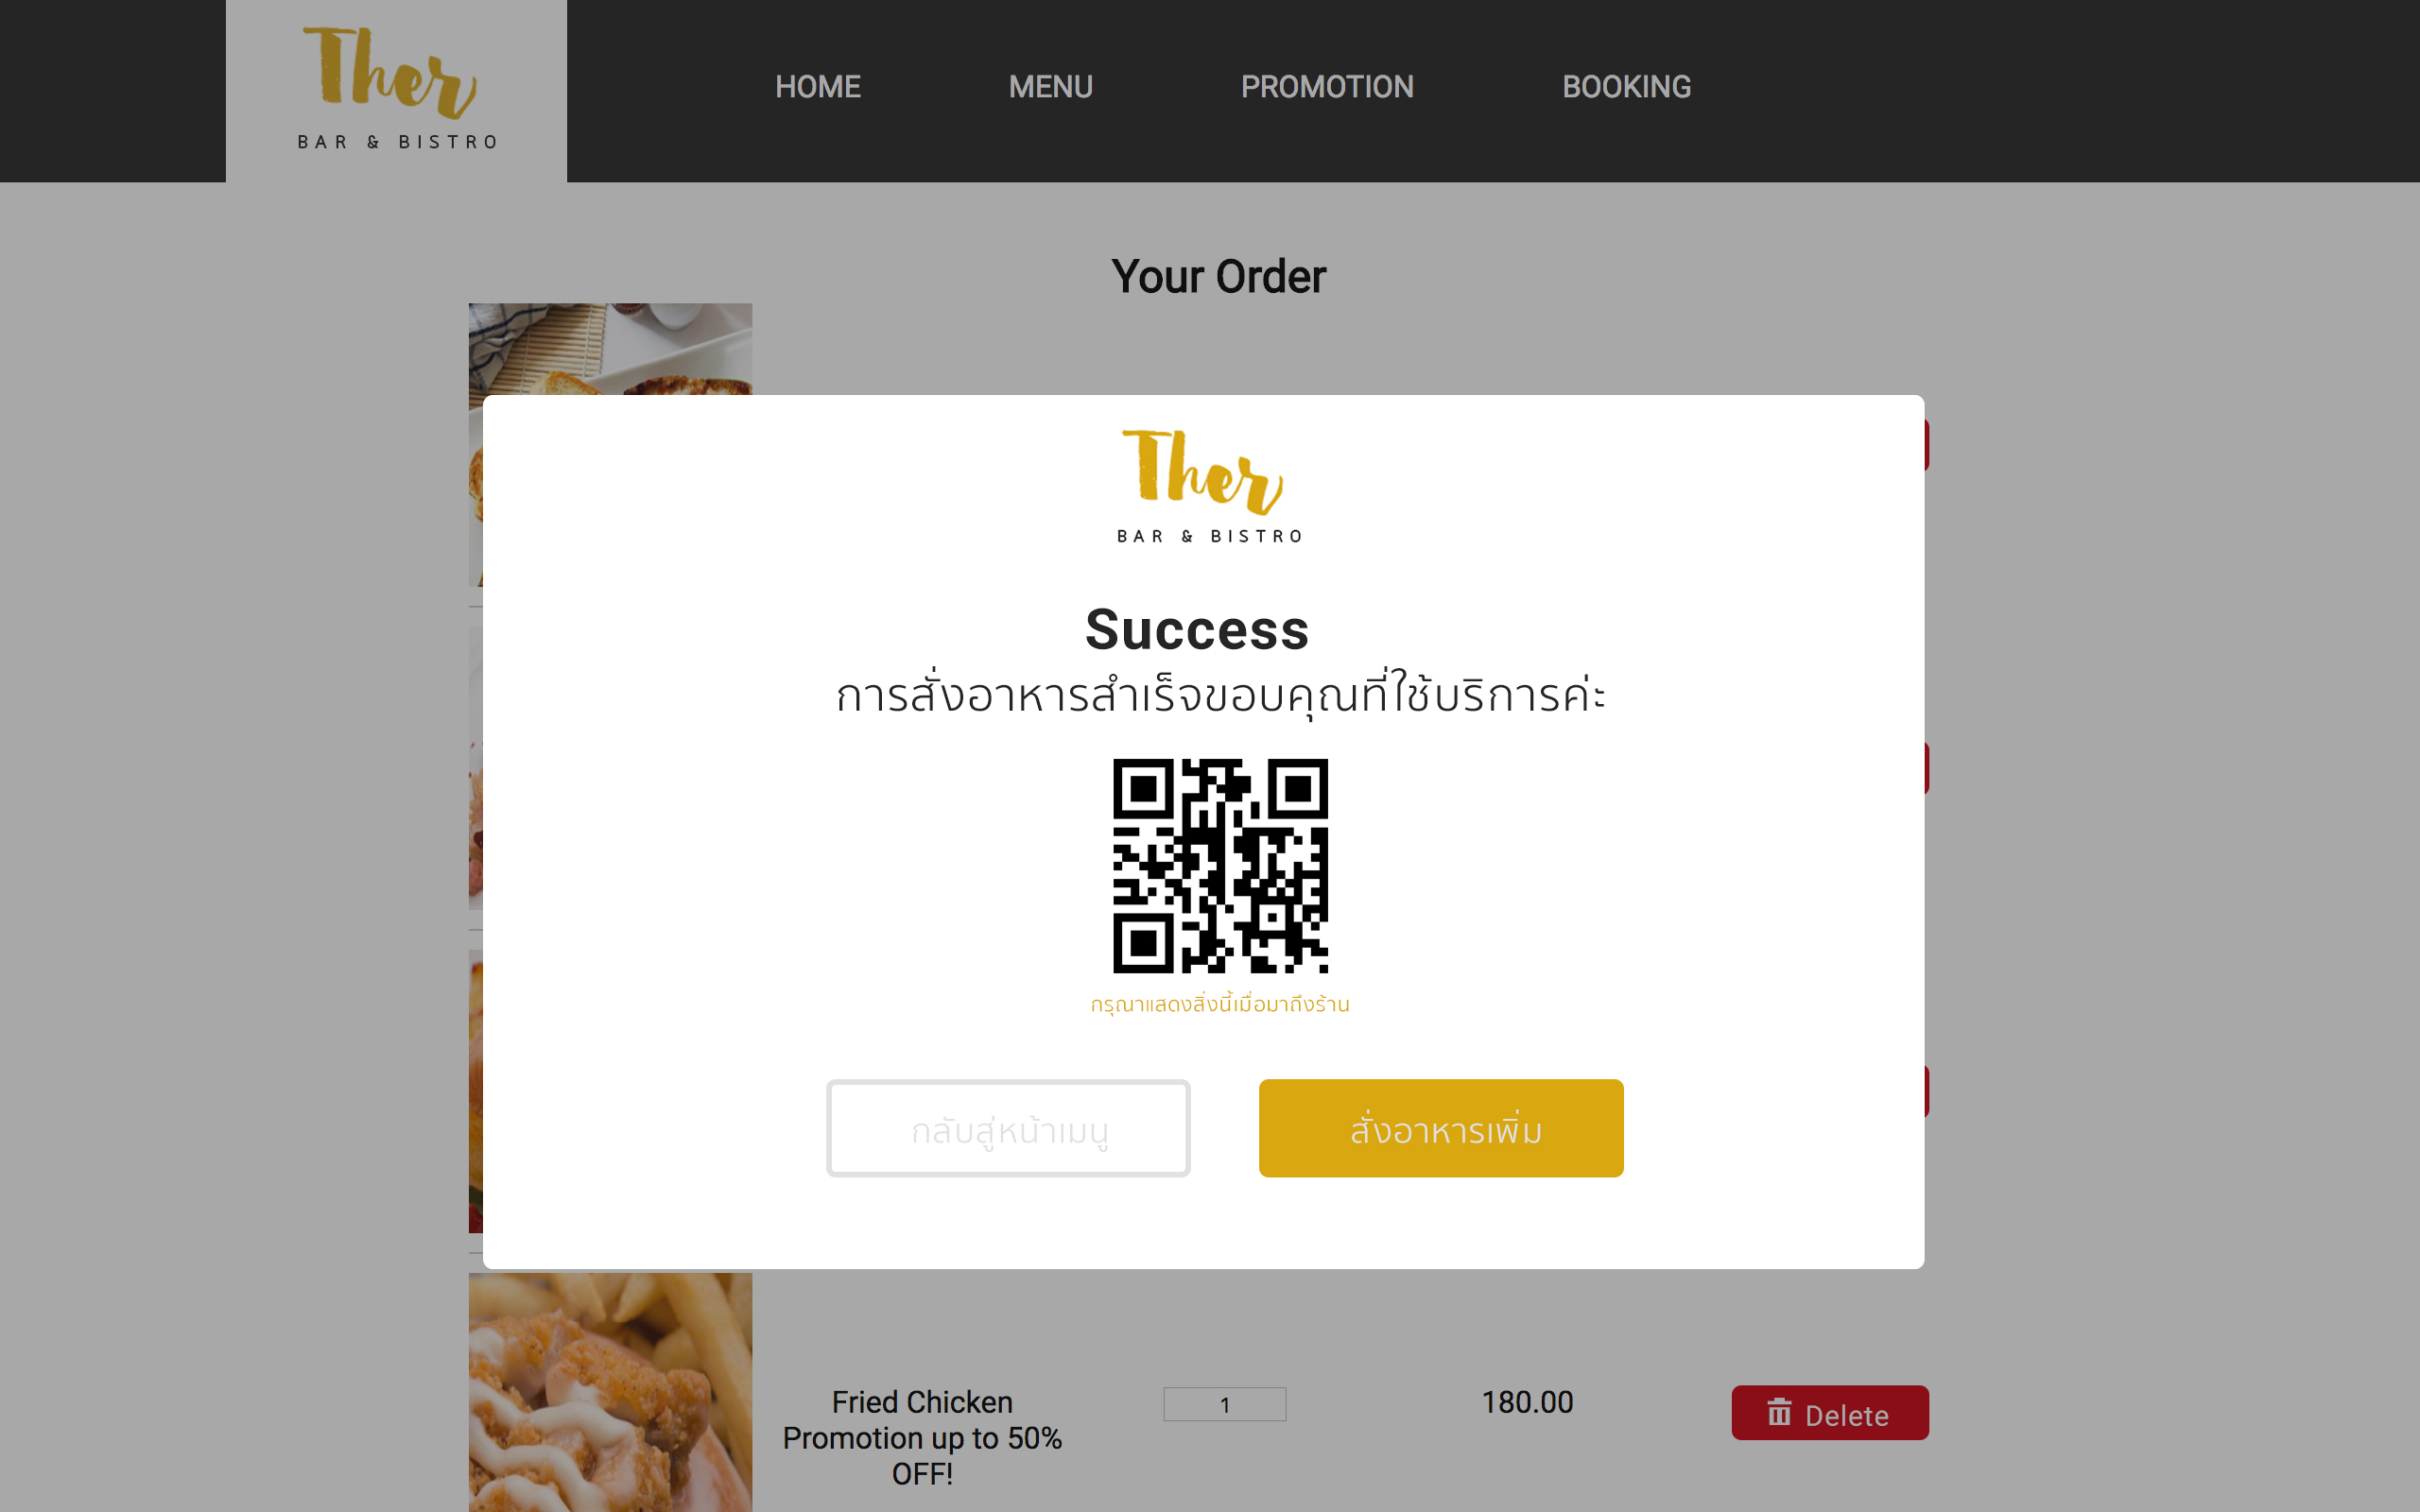 Ther
BAR & BISTRO
HOME
MENU
PROMOTION
BOOKING
Your Order
Ther
BAR & BISTRO
Success
การสั่งอาหารสำเร็จขอบคุณที่ใช้บริการค่ะ
กรุณาแสดงสิ่งนี้เมื่อมาถึงร้าน
กลับสู่หน้าเมนู
สั่งอาหารเพิ่ม
Fried Chicken
Promotion up to 50%
OFF!
1
180.00
Delete